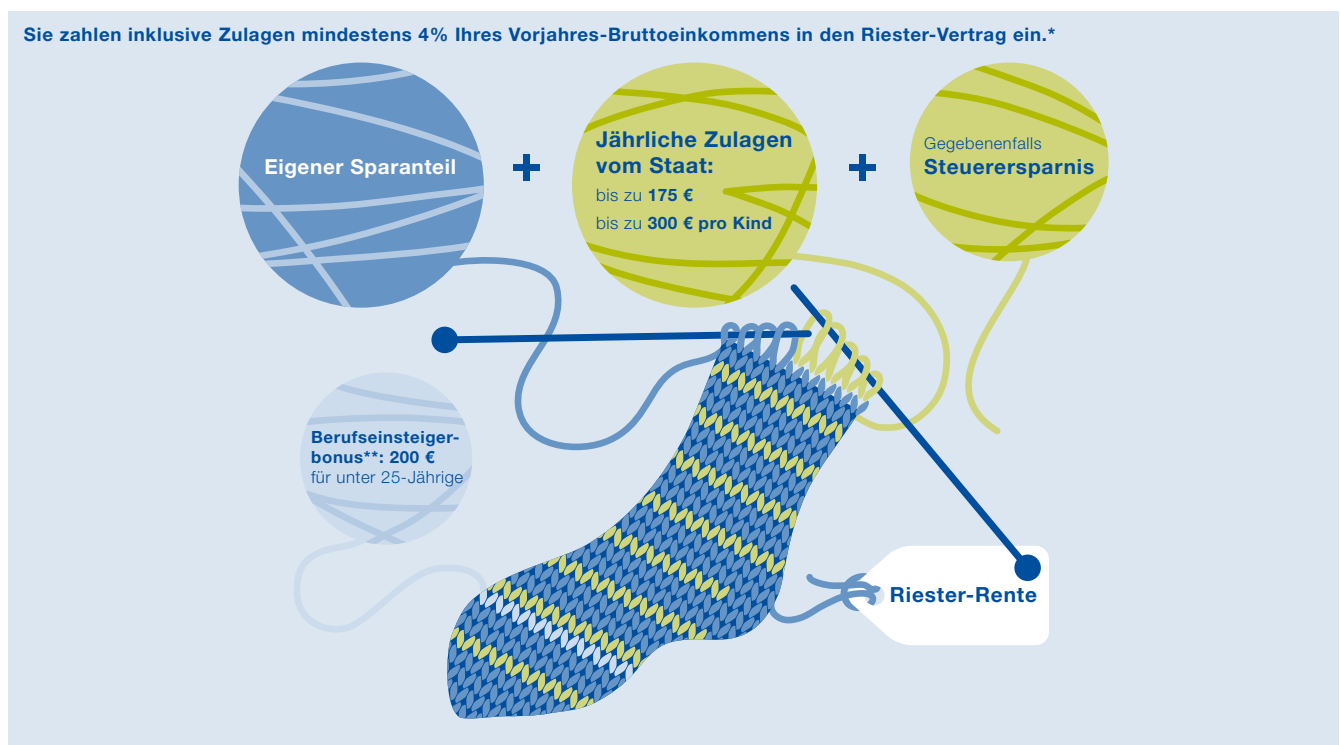 Sie zahlen inklusive Zulagen mindestens 4% Ihres Vorjahres-Bruttoeinkommens in den Riester-Vertrag ein.*
Eigener Sparanteil
+
Jährliche Zulagen
vom Staat:
bis zu 175 €
bis zu 300 € pro Kind
+
Gegebenenfalls
Steuerersparnis
Berufseinsteiger-
bonus**: 200 €
für unter 25-Jährige
Riester-Rente